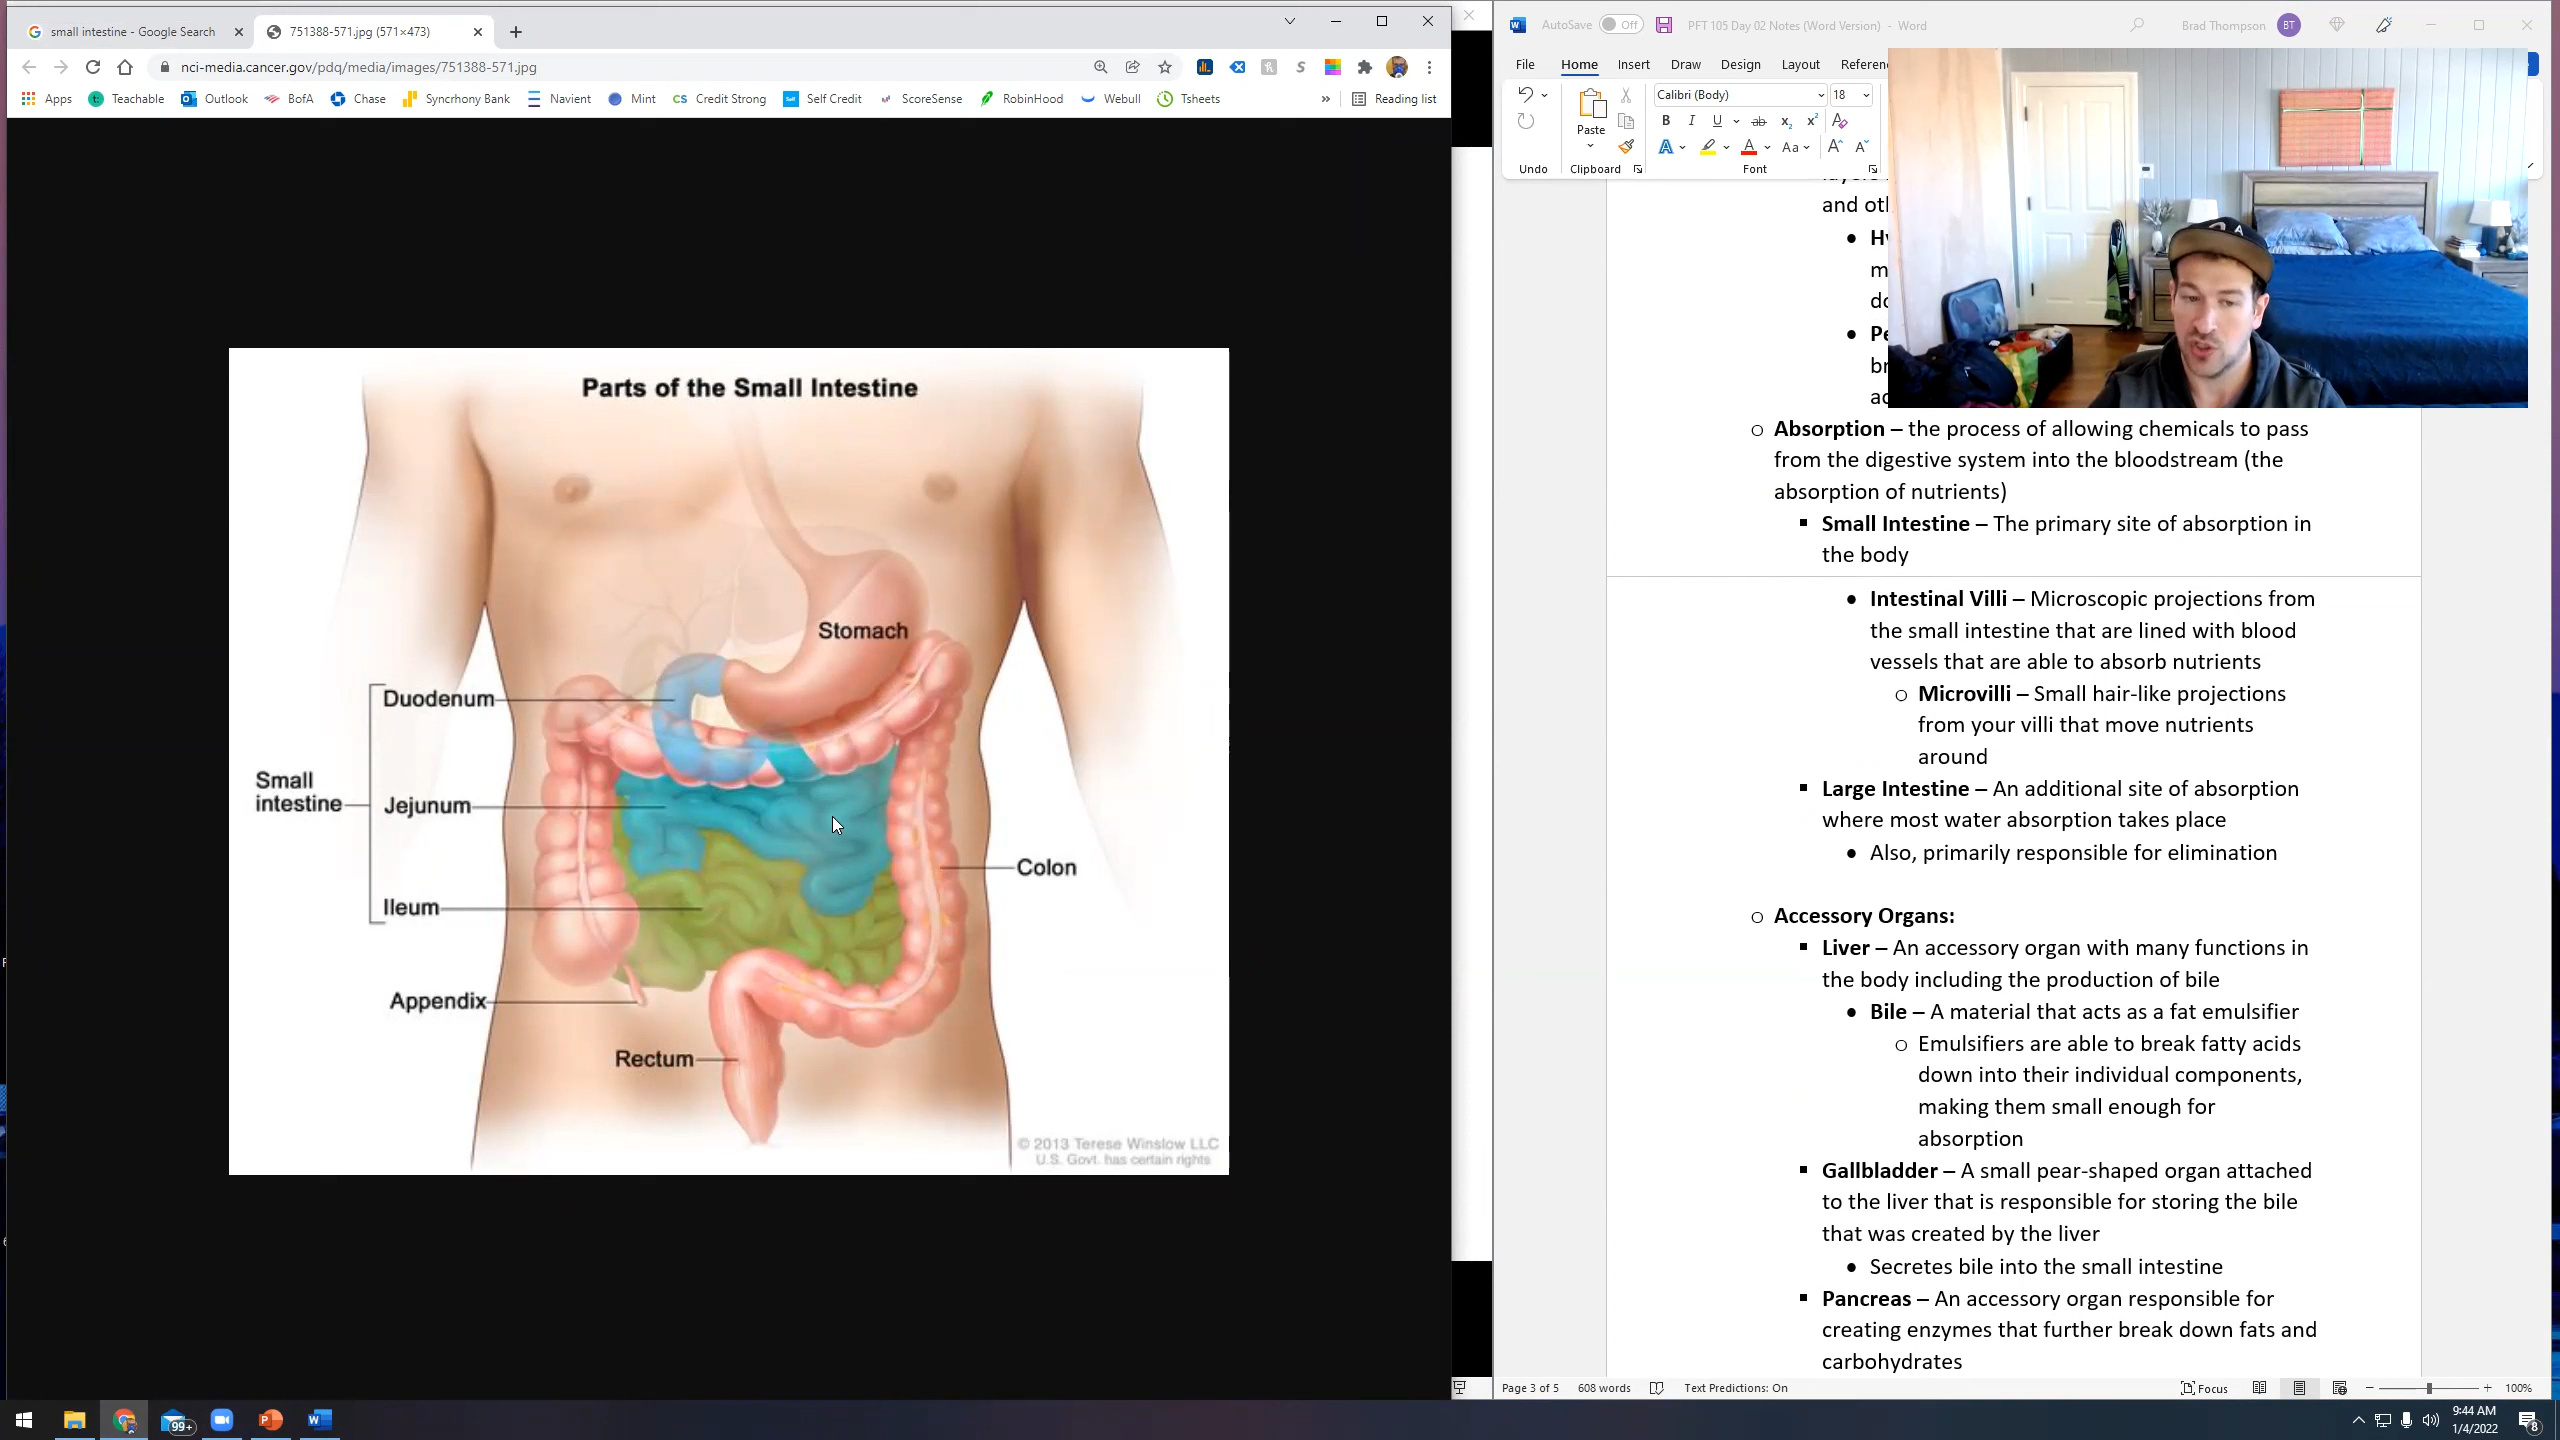 small intestine - Google Search
751388-571.jpg (571×473)
nci-media.cancer.gov/pdq/media/images/751388-571.jpg
Apps Teachable Outlook BofA Chase Syncrhony Bank Navient Mint CS Credit Strong Self Credit ScoreSense RobinHood Webull Tsheets » Reading list
Parts of the Small Intestine
Stomach
Duodenum
Small
intestine
Jejunum
Colon
Ileum
Appendix
Rectum
© 2013 Terese Winslow LLC
U.S. Govt. has certain rights
AutoSave Off PFT 105 Day 02 Notes (Word Version) - Word Brad Thompson BT
File Home Insert Draw Design Layout Referenc
Calibri (Body) 18
Paste
B I U ab x₂ x² A
A A Aa A A
Undo Clipboard Font
and oth
m
do
br
ac
o Absorption – the process of allowing chemicals to pass
from the digestive system into the bloodstream (the
absorption of nutrients)
▪ Small Intestine – The primary site of absorption in
the body
• Intestinal Villi – Microscopic projections from
the small intestine that are lined with blood
vessels that are able to absorb nutrients
o Microvilli – Small hair-like projections
from your villi that move nutrients
around
▪ Large Intestine – An additional site of absorption
where most water absorption takes place
• Also, primarily responsible for elimination
o Accessory Organs:
▪ Liver – An accessory organ with many functions in
the body including the production of bile
• Bile – A material that acts as a fat emulsifier
o Emulsifiers are able to break fatty acids
down into their individual components,
making them small enough for
absorption
▪ Gallbladder – A small pear-shaped organ attached
to the liver that is responsible for storing the bile
that was created by the liver
• Secretes bile into the small intestine
▪ Pancreas – An accessory organ responsible for
creating enzymes that further break down fats and
carbohydrates
Page 3 of 5 608 words Text Predictions: On Focus 100%
99+
9:44 AM
1/4/2022
8